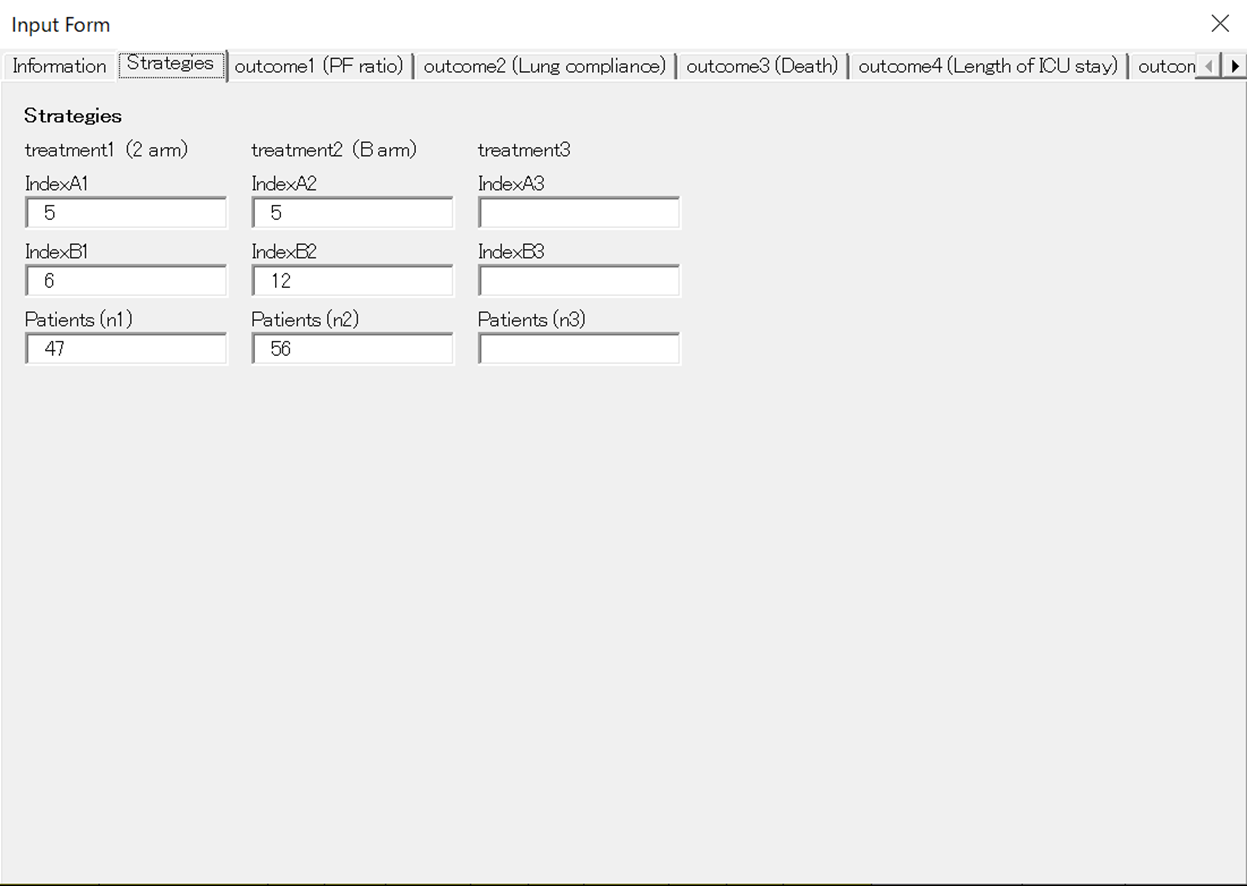 Input Form
Information Strategies outcome1 (PF ratio) outcome2 (Lung compliance) outcome3 (Death) outcome4 (Length of ICU stay) outcon
Strategies
treatment1 (2 arm) treatment2 (B arm) treatment3
IndexA1 IndexA2 IndexA3
5 5
IndexB1 IndexB2 IndexB3
6 12
Patients (n1) Patients (n2) Patients (n3)
47 56